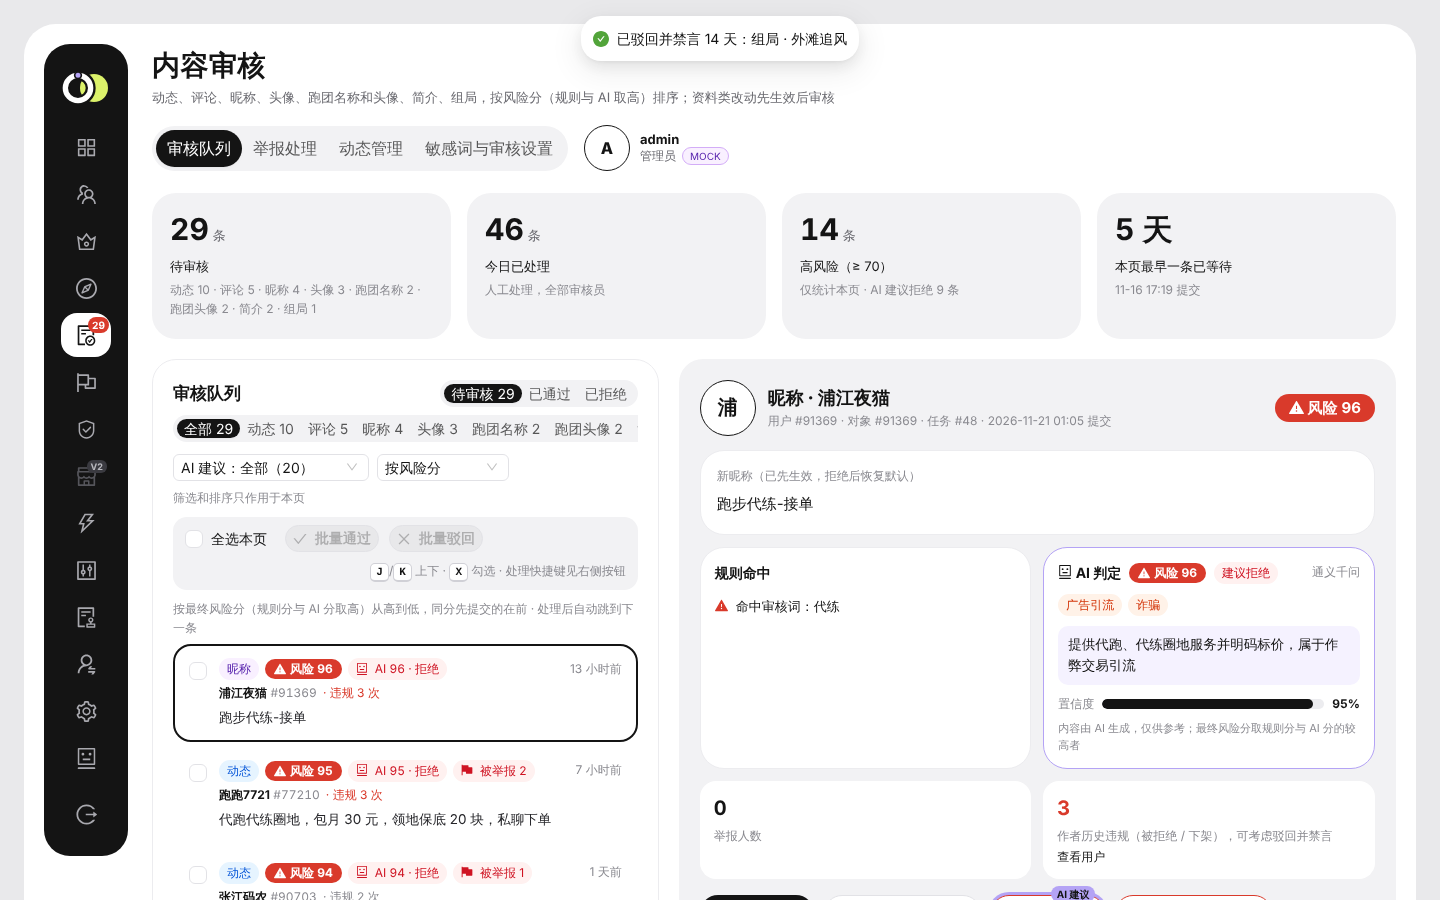 已驳回并禁言 14 天：组局 · 外滩追风
内容审核
动态、评论、昵称、头像、跑团名称和头像、简介、组局，按风险分（规则与 AI 取高）排序；资料类改动先生效后审核
审核队列 举报处理 动态管理 敏感词与审核设置
A
admin
管理员 MOCK
29
V2
29 条
待审核
动态 10 · 评论 5 · 昵称 4 · 头像 3 · 跑团名称 2 ·
跑团头像 2 · 简介 2 · 组局 1
46 条
今日已处理
人工处理，全部审核员
14 条
高风险（≥ 70）
仅统计本页 · AI 建议拒绝 9 条
5 天
本页最早一条已等待
11-16 17:19 提交
审核队列
待审核 29 已通过 已拒绝
全部 29 动态 10 评论 5 昵称 4 头像 3 跑团名称 2 跑团头像 2
AI 建议：全部（20） 按风险分
筛选和排序只作用于本页
全选本页 批量通过 批量驳回
J / K 上下 · X 勾选 · 处理快捷键见右侧按钮
按最终风险分（规则分与 AI 分取高）从高到低，同分先提交的在前 · 处理后自动跳到下
一条
昵称 风险 96 AI 96 · 拒绝 13 小时前
浦江夜猫 #91369 · 违规 3 次
跑步代练-接单
动态 风险 95 AI 95 · 拒绝 被举报 2 7 小时前
跑跑7721 #77210 · 违规 3 次
代跑代练圈地，包月 30 元，领地保底 20 块，私聊下单
动态 风险 94 AI 94 · 拒绝 被举报 1 1 天前
张江码农 #90703 · 违规 2 次
浦
昵称 · 浦江夜猫
用户 #91369 · 对象 #91369 · 任务 #48 · 2026-11-21 01:05 提交
风险 96
新昵称（已先生效，拒绝后恢复默认）
跑步代练-接单
规则命中
命中审核词：代练
AI 判定 风险 96 建议拒绝 通义千问
广告引流 诈骗
提供代跑、代练圈地服务并明码标价，属于作
弊交易引流
置信度 95%
内容由 AI 生成，仅供参考；最终风险分取规则分与 AI 分的较
高者
0
举报人数
3
作者历史违规（被拒绝 / 下架），可考虑驳回并禁言
查看用户
AI 建议